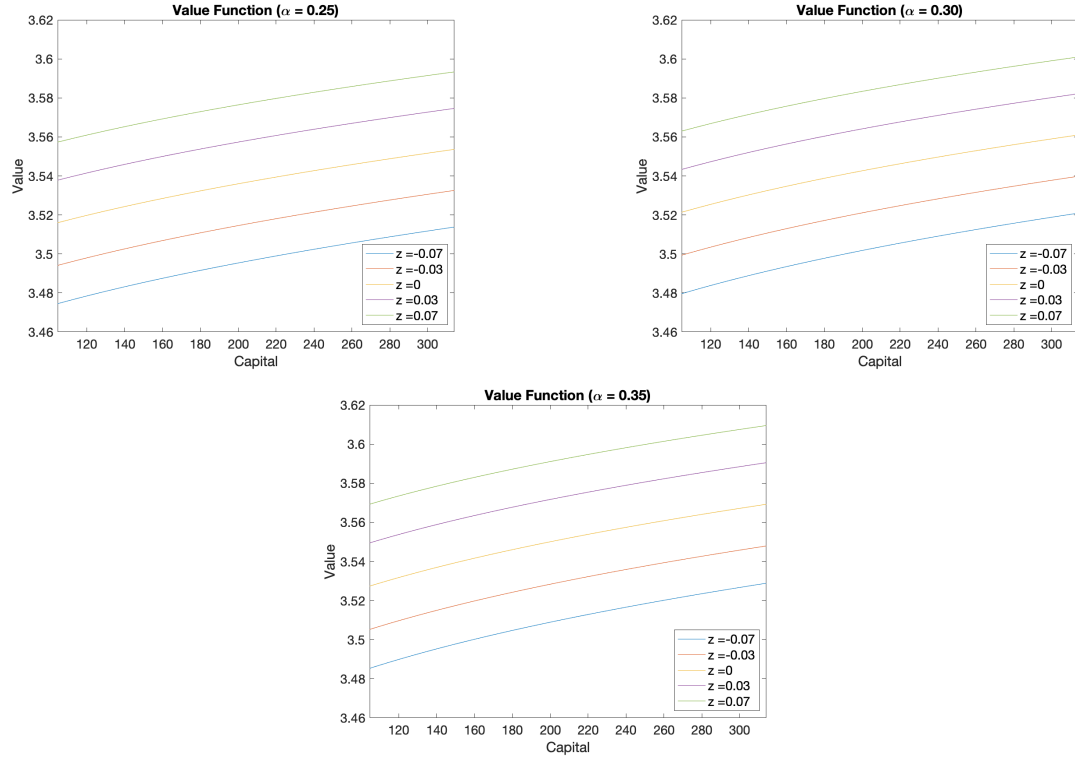 Value Function (α = 0.25)
3.62
3.6
3.58
3.56
3.54
3.52
3.5
3.48
3.46
Value
120 140 160 180 200 220 240 260 280 300
Capital
z =-0.07
z =-0.03
z =0
z =0.03
z =0.07
Value Function (α = 0.30)
3.62
3.6
3.58
3.56
3.54
3.52
3.5
3.48
3.46
Value
120 140 160 180 200 220 240 260 280 300
Capital
z =-0.07
z =-0.03
z =0
z =0.03
z =0.07
Value Function (α = 0.35)
3.62
3.6
3.58
3.56
3.54
3.52
3.5
3.48
3.46
Value
120 140 160 180 200 220 240 260 280 300
Capital
z =-0.07
z =-0.03
z =0
z =0.03
z =0.07